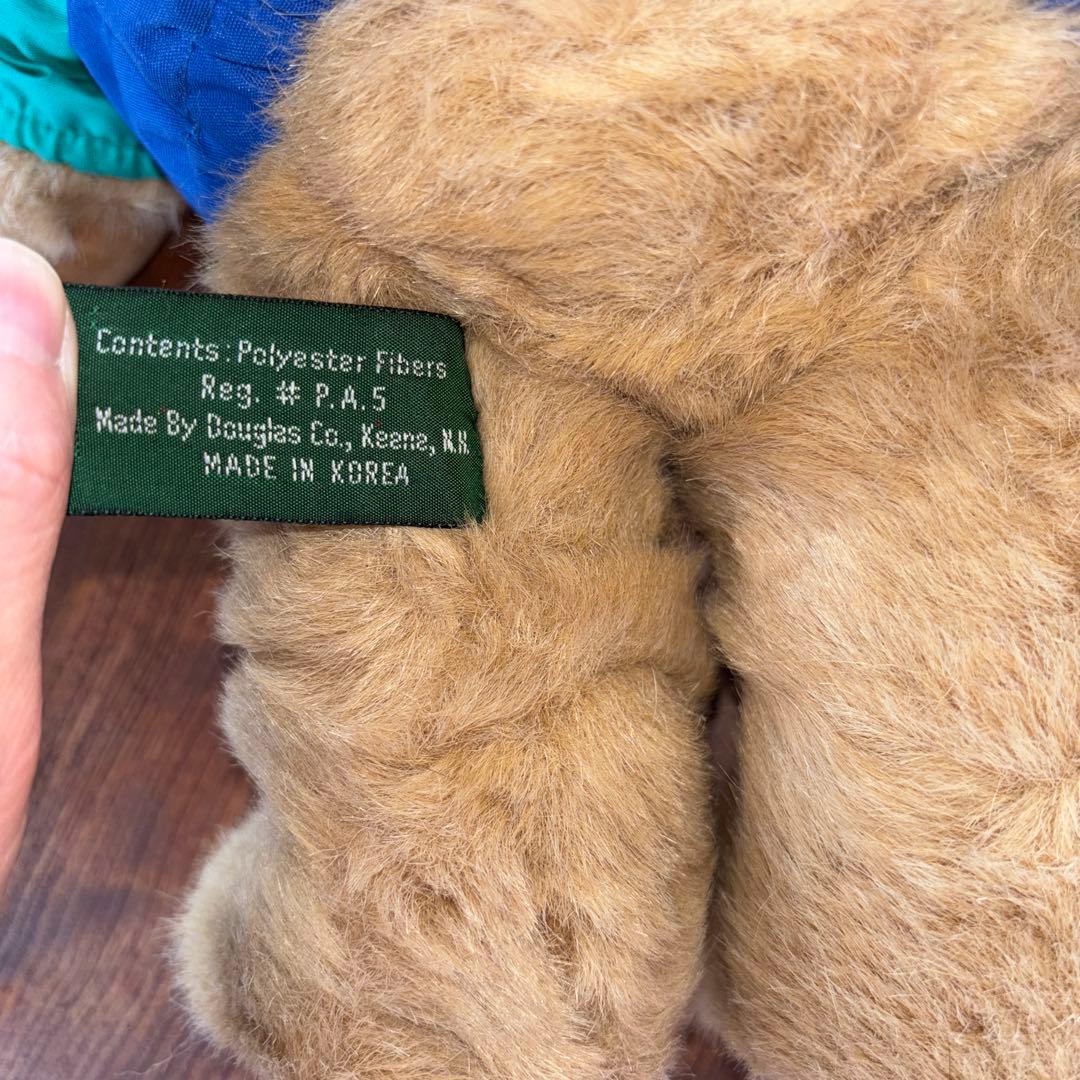 Contents: Polyester Fibers
Reg. # P.A.5
Made By Douglas Co., Keene, N.H.
MADE IN KOREA